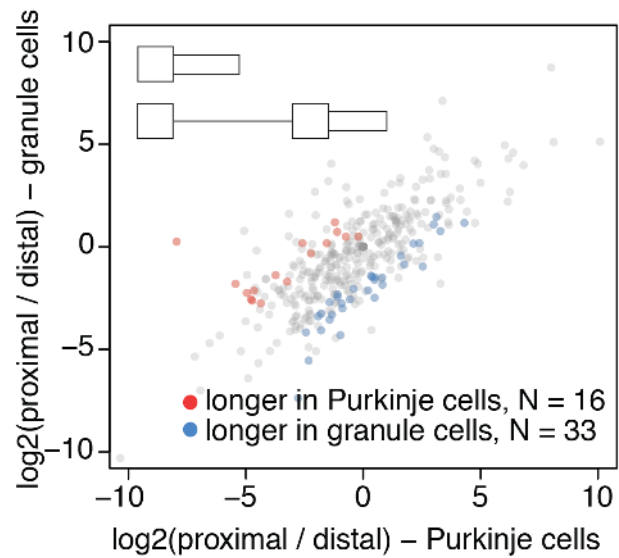 log2(proximal / distal) − granule cells
10
5
0
−5
−10
longer in Purkinje cells, N = 16
longer in granule cells, N = 33
−10
−5
0
5
10
log2(proximal / distal) − Purkinje cells